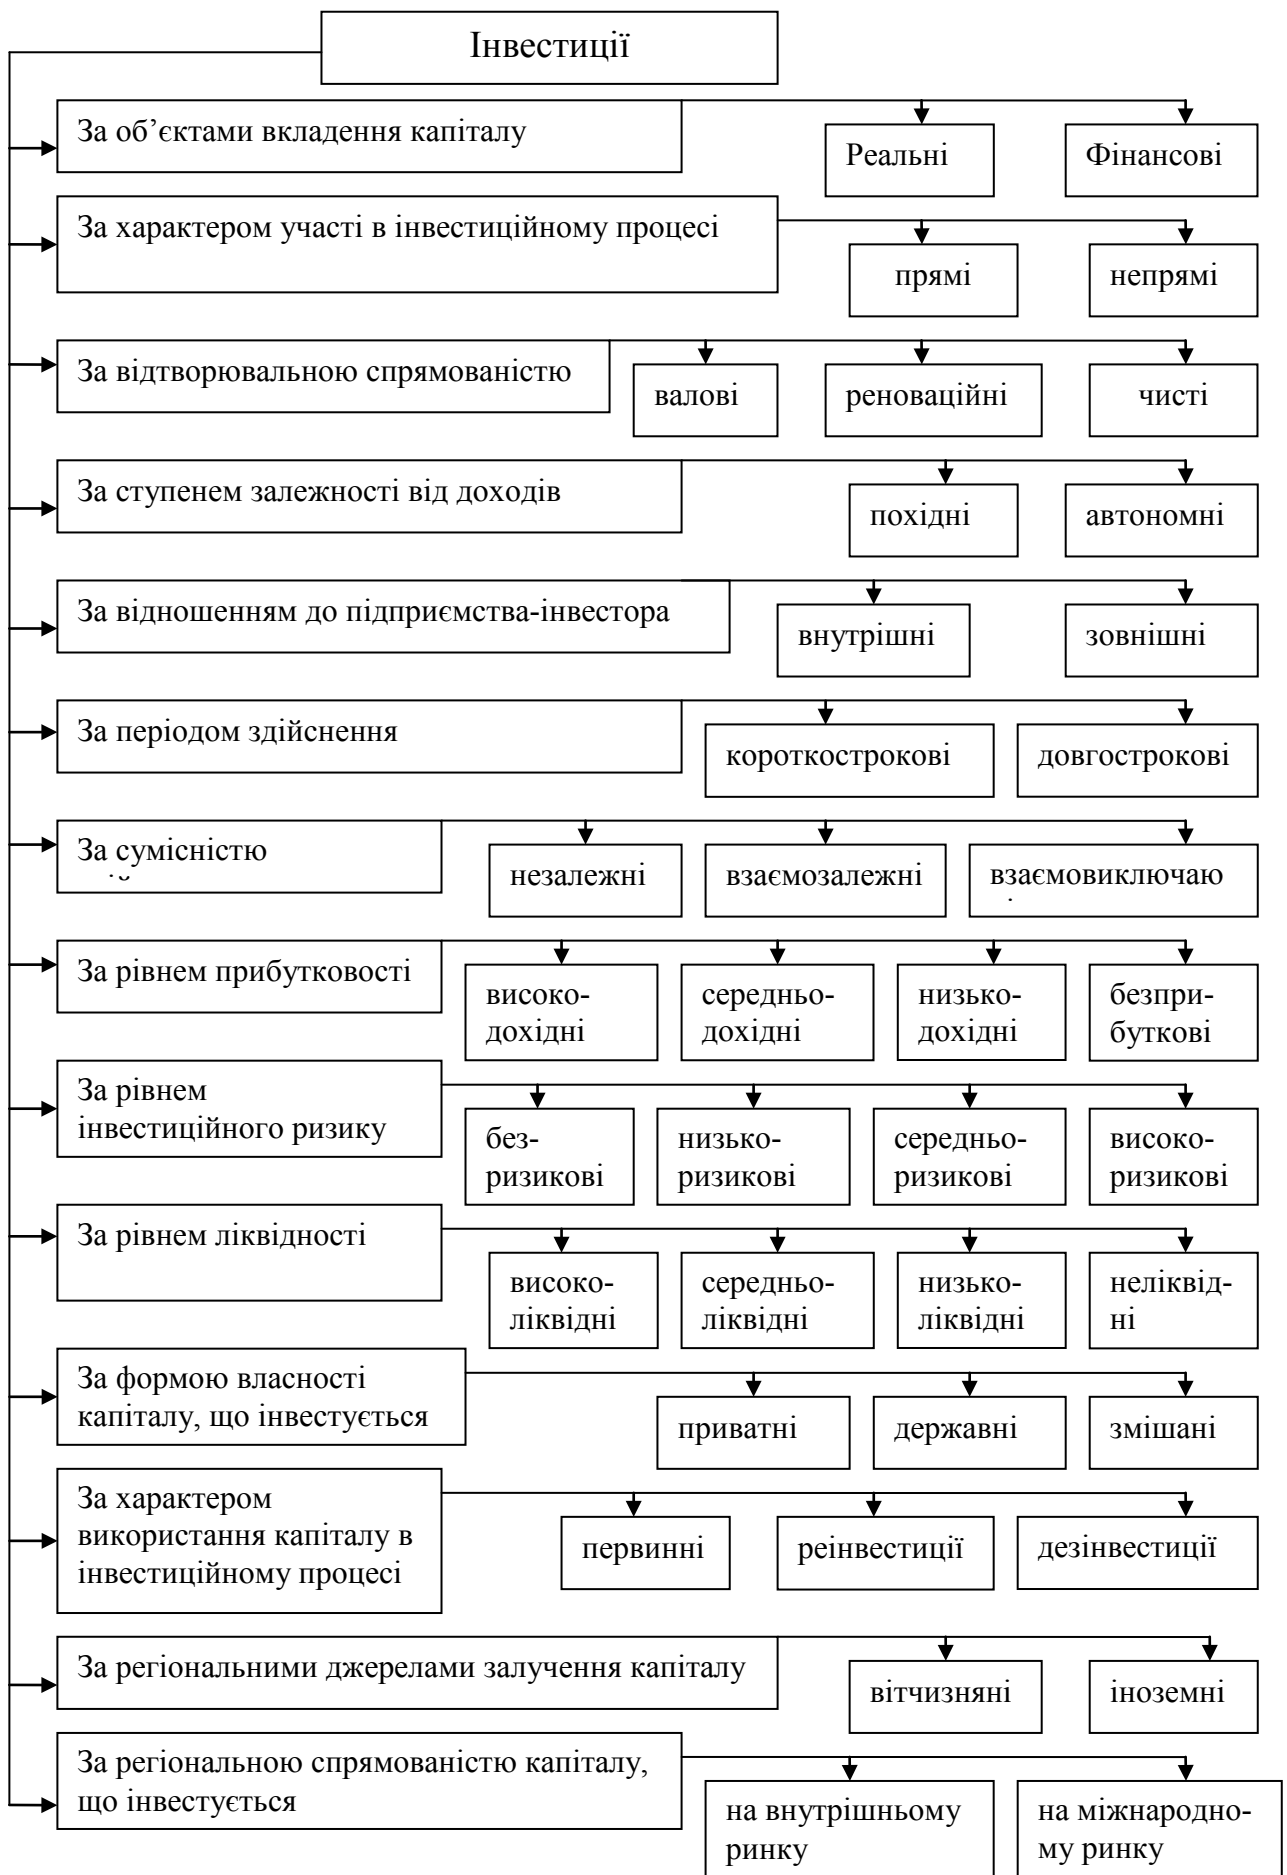 Інвестиції
За об’єктами вкладення капіталу
Реальні
Фінансові
За характером участі в інвестиційному процесі
прямі
непрямі
За відтворювальною спрямованістю
валові
реноваційні
чисті
За ступенем залежності від доходів
похідні
автономні
За відношенням до підприємства-інвестора
внутрішні
зовнішні
За періодом здійснення
короткострокові
довгострокові
За сумісністю
незалежні
взаємозалежні
взаємовиключаю
За рівнем прибутковості
високо-
дохідні
середньо-
дохідні
низько-
дохідні
безпри-
буткові
За рівнем
інвестиційного ризику
без-
ризикові
низько-
ризикові
середньо-
ризикові
високо-
ризикові
За рівнем ліквідності
високо-
ліквідні
середньо-
ліквідні
низько-
ліквідні
неліквід-
ні
За формою власності
капіталу, що інвестується
приватні
державні
змішані
За характером
використання капіталу в
інвестиційному процесі
первинні
реінвестиції
дезінвестиції
За регіональними джерелами залучення капіталу
вітчизняні
іноземні
За регіональною спрямованістю капіталу,
що інвестується
на внутрішньому
ринку
на міжнародно-
му ринку